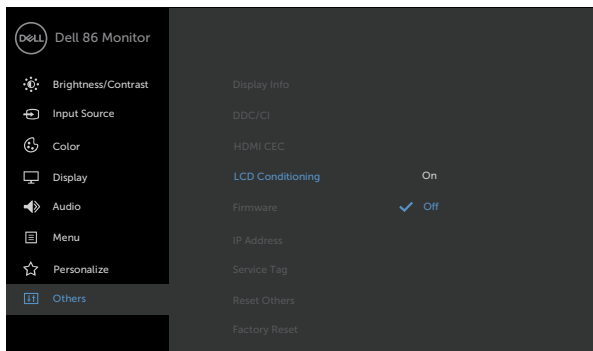 DELL Dell 86 Monitor
Brightness/Contrast
Input Source
Color
Display
Audio
Menu
Personalize
Others
Display Info
DDC/CI
HDMI CEC
LCD Conditioning On
Firmware Off
IP Address
Service Tag
Reset Others
Factory Reset